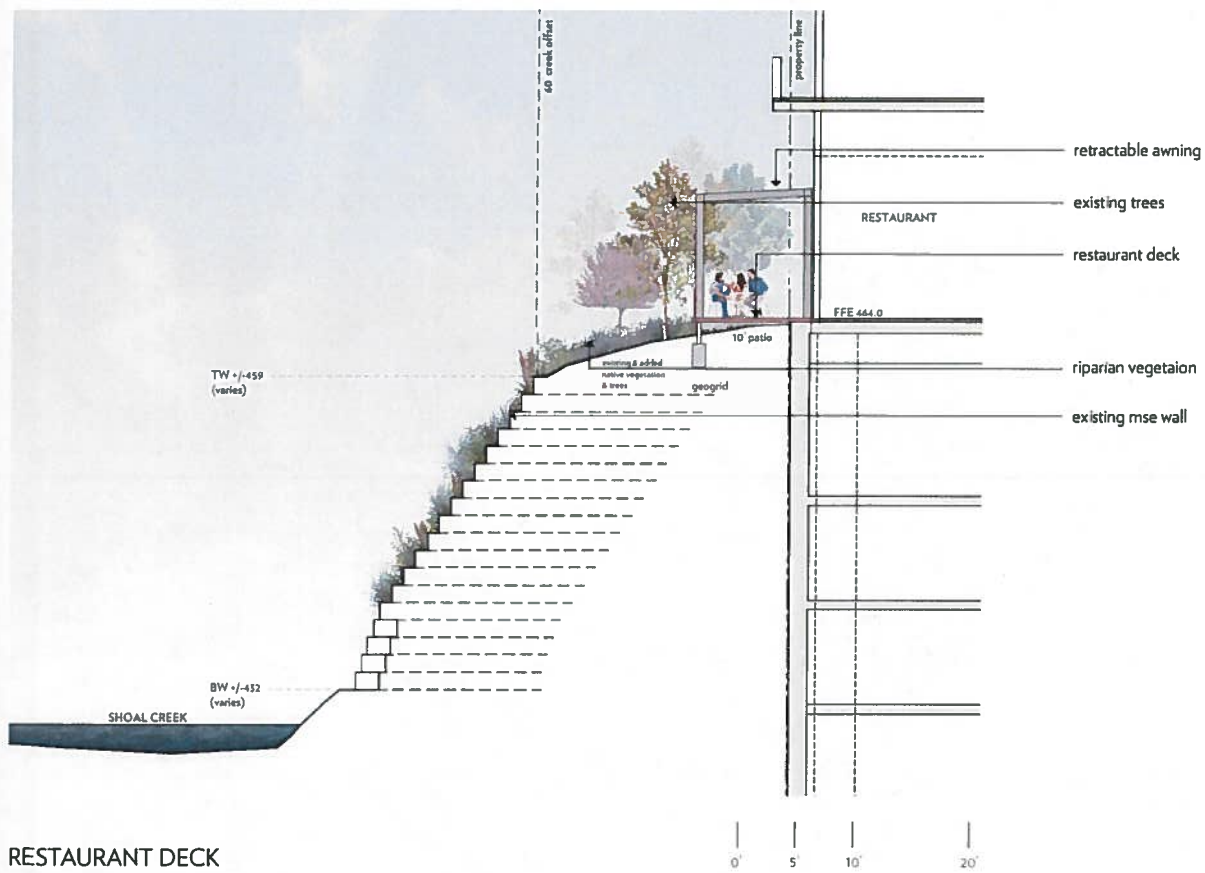 60' creek offset
property line
retractable awning
existing trees
RESTAURANT
restaurant deck
FFE 464.0
10' patio
TW +/-459
(varies)
existing & added
native vegetation
& trees
geogrid
riparian vegetaion
existing mse wall
BW +/-432
(varies)
SHOAL CREEK
RESTAURANT DECK
0' 5' 10' 20'